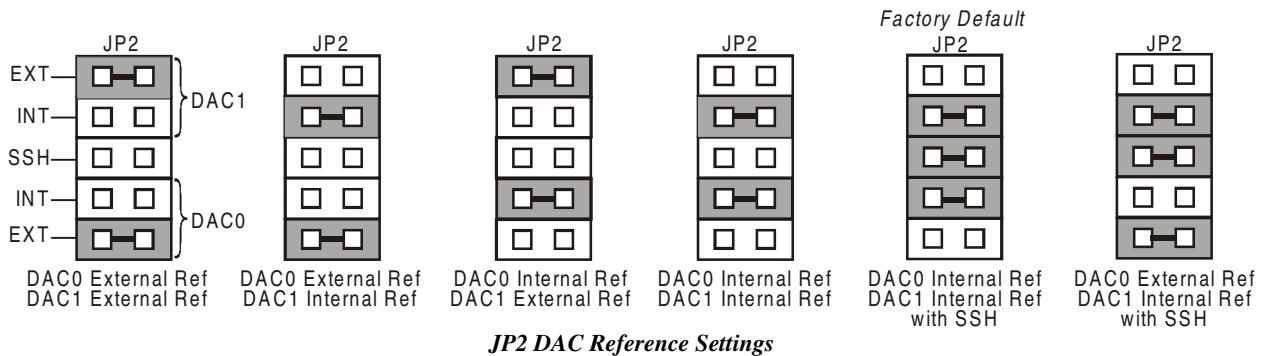 Factory Default
JP2 JP2 JP2 JP2 JP2 JP2
EXT
INT
DAC1
SSH
INT
EXT
DAC0
DAC0 External Ref
DAC1 External Ref
DAC0 External Ref
DAC1 Internal Ref
DAC0 Internal Ref
DAC1 External Ref
DAC0 Internal Ref
DAC1 Internal Ref
DAC0 Internal Ref
DAC1 Internal Ref
with SSH
DAC0 External Ref
DAC1 Internal Ref
with SSH
JP2 DAC Reference Settings